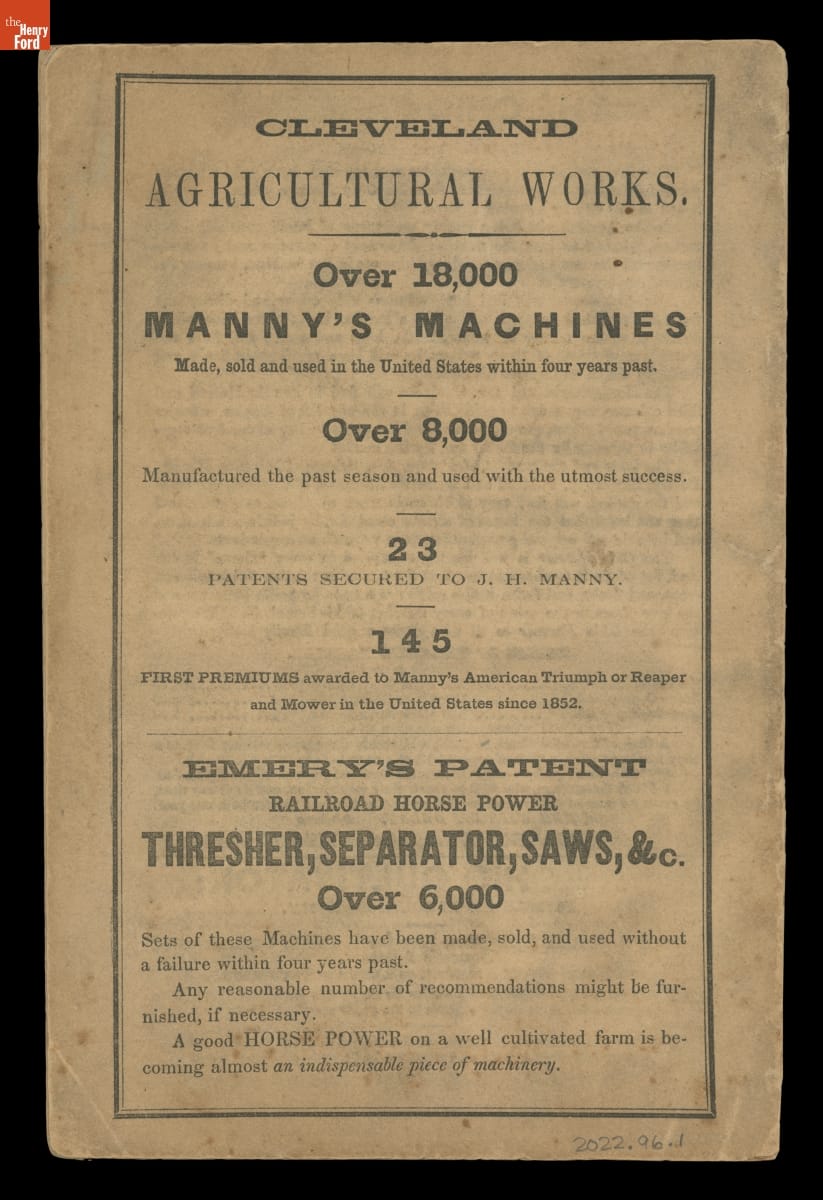 the
Henry
Ford
CLEVELAND
AGRICULTURAL WORKS.
Over 18,000
MANNY'S MACHINES
Made, sold and used in the United States within four years past.
Over 8,000
Manufactured the past season and used with the utmost success.
23
PATENTS SECURED TO J. H. MANNY.
145
FIRST PREMIUMS awarded to Manny's American Triumph or Reaper
and Mower in the United States since 1852.
EMERY'S PATENT
RAILROAD HORSE POWER
THRESHER, SEPARATOR, SAWS, &c.
Over 6,000
Sets of these Machines have been made, sold, and used without
a failure within four years past.
Any reasonable number of recommendations might be fur-
nished, if necessary.
A good HORSE POWER on a well cultivated farm is be-
coming almost an indispensable piece of machinery.
2022.96.1